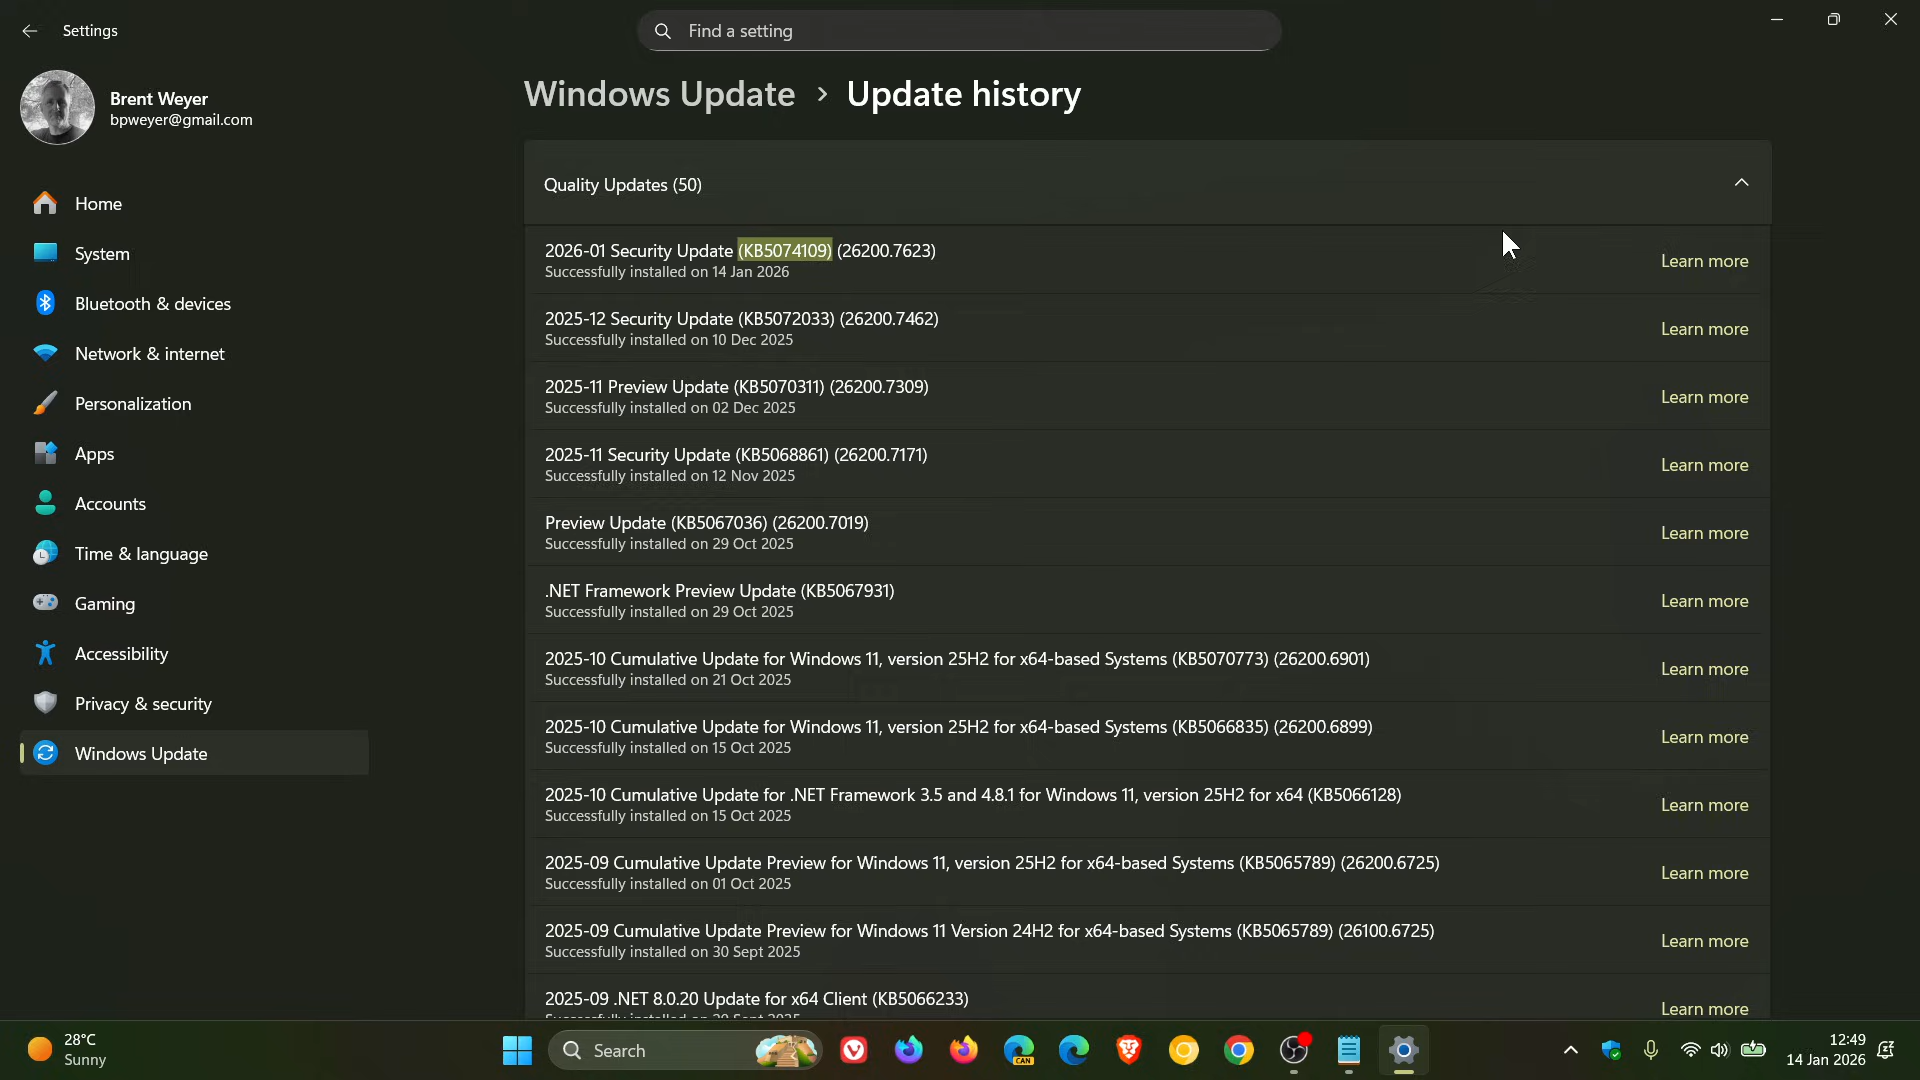 Settings
Find a setting
Brent Weyer
bpweyer@gmail.com
Home
System
Bluetooth & devices
Network & internet
Personalization
Apps
Accounts
Time & language
Gaming
Accessibility
Privacy & security
Windows Update
Windows Update > Update history
Quality Updates (50)
2026-01 Security Update (KB5074109) (26200.7623)
Successfully installed on 14 Jan 2026
Learn more
2025-12 Security Update (KB5072033) (26200.7462)
Successfully installed on 10 Dec 2025
Learn more
2025-11 Preview Update (KB5070311) (26200.7309)
Successfully installed on 02 Dec 2025
Learn more
2025-11 Security Update (KB5068861) (26200.7171)
Successfully installed on 12 Nov 2025
Learn more
Preview Update (KB5067036) (26200.7019)
Successfully installed on 29 Oct 2025
Learn more
.NET Framework Preview Update (KB5067931)
Successfully installed on 29 Oct 2025
Learn more
2025-10 Cumulative Update for Windows 11, version 25H2 for x64-based Systems (KB5070773) (26200.6901)
Successfully installed on 21 Oct 2025
Learn more
2025-10 Cumulative Update for Windows 11, version 25H2 for x64-based Systems (KB5066835) (26200.6899)
Successfully installed on 15 Oct 2025
Learn more
2025-10 Cumulative Update for .NET Framework 3.5 and 4.8.1 for Windows 11, version 25H2 for x64 (KB5066128)
Successfully installed on 15 Oct 2025
Learn more
2025-09 Cumulative Update Preview for Windows 11, version 25H2 for x64-based Systems (KB5065789) (26200.6725)
Successfully installed on 01 Oct 2025
Learn more
2025-09 Cumulative Update Preview for Windows 11 Version 24H2 for x64-based Systems (KB5065789) (26100.6725)
Successfully installed on 30 Sept 2025
Learn more
2025-09 .NET 8.0.20 Update for x64 Client (KB5066233)
Learn more
28°C
Sunny
Search
CAN
12:49
14 Jan 2026